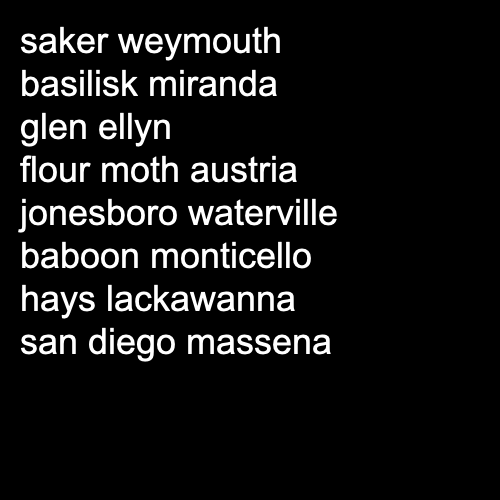 saker weymouth
basilisk miranda
glen ellyn
flour moth austria
jonesboro waterville
baboon monticello
hays lackawanna
san diego massena